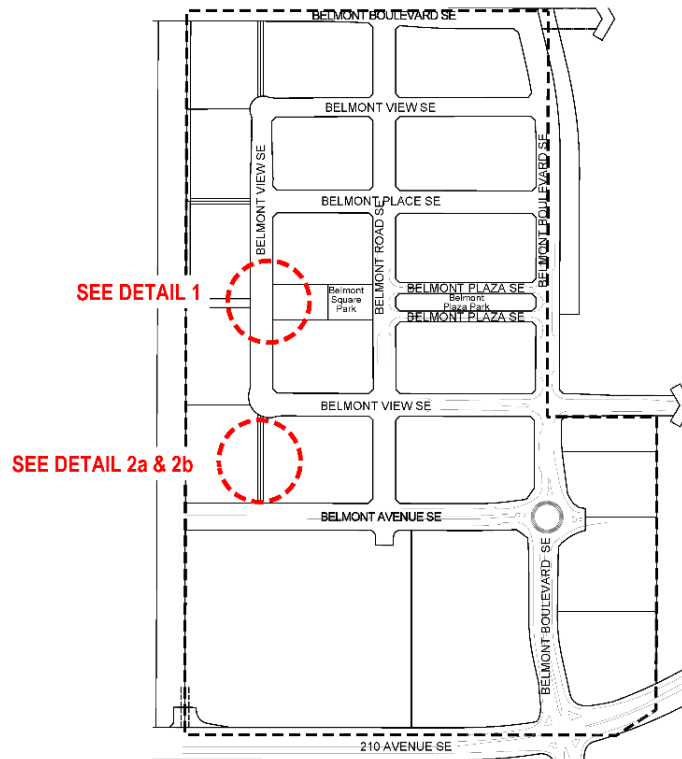 BELMONT BOULEVARD SE
BELMONT VIEW SE
BELMONT VIEW SE
BELMONT BOULEVARD SE
BELMONT PLACE SE
BELMONT ROAD SE
SEE DETAIL 1
Belmont
Square
Park
BELMONT PLAZA SE
Belmont
Plaza Park
BELMONT PLAZA SE
BELMONT VIEW SE
SEE DETAIL 2a & 2b
BELMONT AVENUE SE
BELMONT BOULEVARD SE
210 AVENUE SE